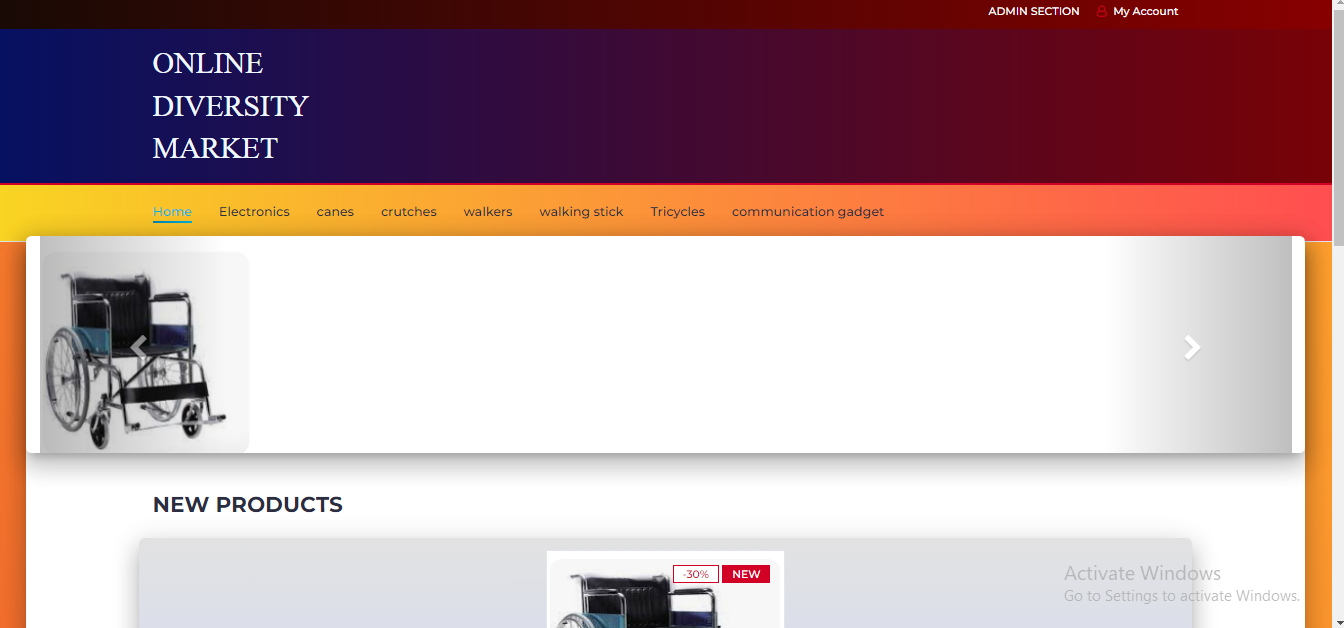 ADMIN SECTION My Account
ONLINE
DIVERSITY
MARKET
Home Electronics canes crutches walkers walking stick Tricycles communication gadget
NEW PRODUCTS
-30% NEW
Activate Windows
Go to Settings to activate Windows.